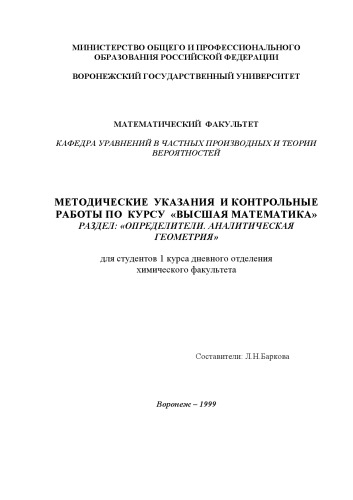 МИНИСТЕРСТВО ОБЩЕГО И ПРОФЕССИОНАЛЬНОГО
ОБРАЗОВАНИЯ РОССИЙСКОЙ ФЕДЕРАЦИИ
ВОРОНЕЖСКИЙ ГОСУДАРСТВЕННЫЙ УНИВЕРСИТЕТ
МАТЕМАТИЧЕСКИЙ ФАКУЛЬТЕТ
КАФЕДРА УРАВНЕНИЙ В ЧАСТНЫХ ПРОИЗВОДНЫХ И ТЕОРИИ
ВЕРОЯТНОСТЕЙ
МЕТОДИЧЕСКИЕ УКАЗАНИЯ И КОНТРОЛЬНЫЕ
РАБОТЫ ПО КУРСУ «ВЫСШАЯ МАТЕМАТИКА»
РАЗДЕЛ: «ОПРЕДЕЛИТЕЛИ. АНАЛИТИЧЕСКАЯ
ГЕОМЕТРИЯ»
для студентов 1 курса дневного отделения
химического факультета
Составители: Л.Н.Баркова
Воронеж – 1999